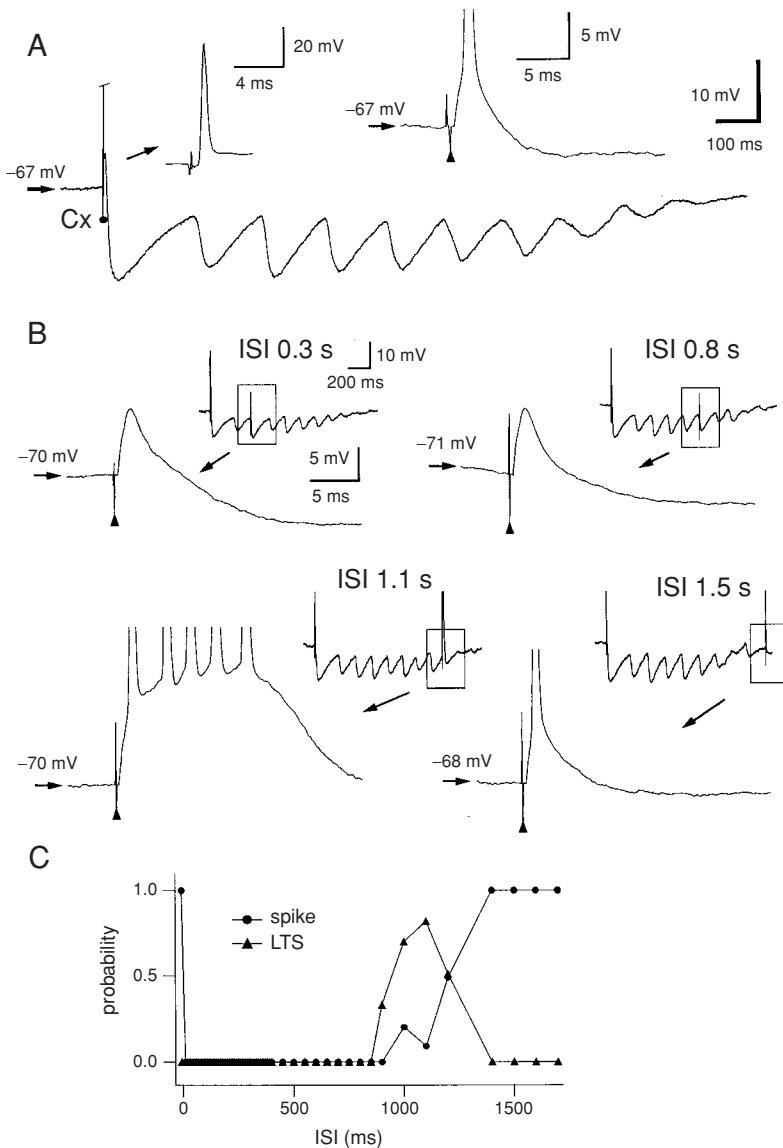 A
20 mV
4 ms
5 mV
5 ms
10 mV
100 ms
–67 mV
–67 mV
Cx
B
ISI 0.3 s
10 mV
200 ms
ISI 0.8 s
–70 mV
5 mV
5 ms
–71 mV
ISI 1.1 s
ISI 1.5 s
–70 mV
–68 mV
C
1.0
0.5
0.0
probability
spike
LTS
0
500
1000
1500
ISI (ms)